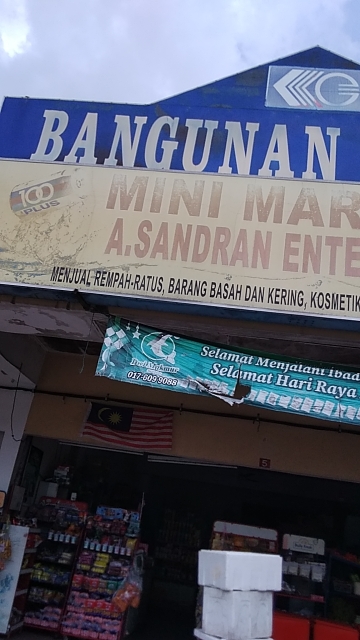 G
BANGUNAN
100
PLUS
MINI MAR
A.SANDRAN ENTE
MENJUAL REMPAH-RATUS, BARANG BASAH DAN KERING, KOSMETIK
Selamat Menjalani Ibad
Selamat Hari Raya
017-609 9088
5